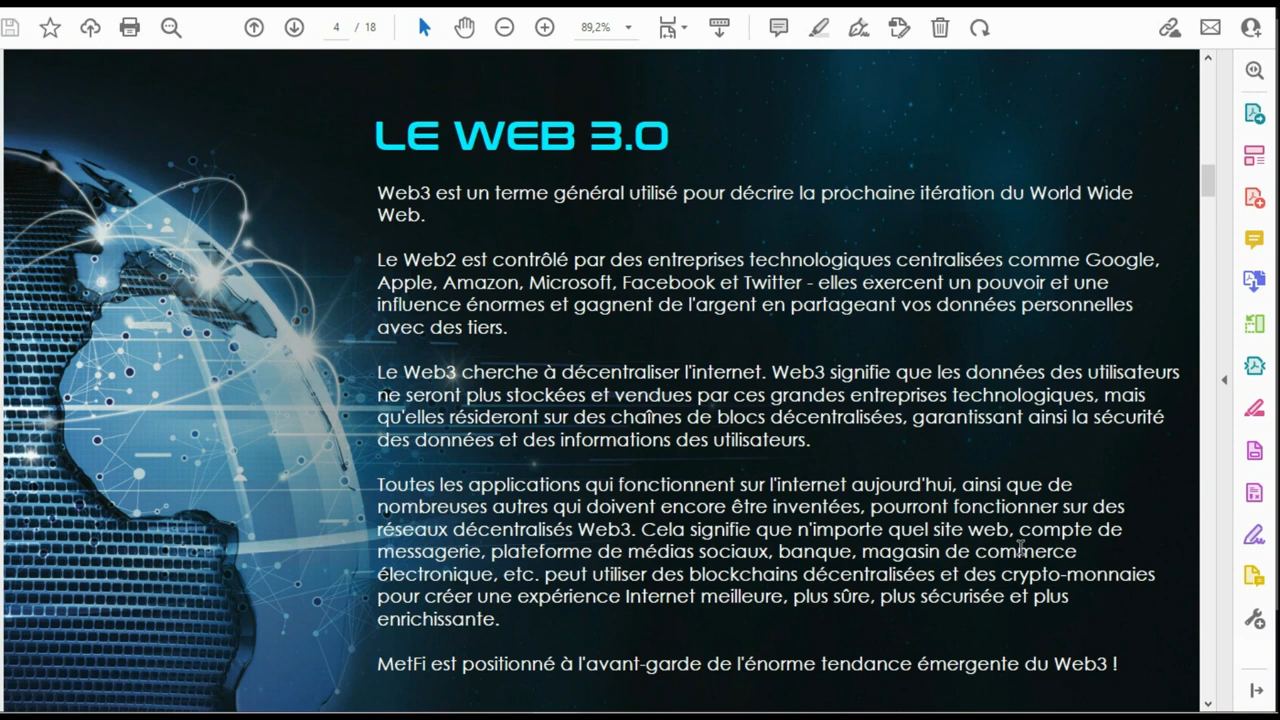 4 / 18
89,2%
LE WEB 3.0
Web3 est un terme général utilisé pour décrire la prochaine itération du World Wide
Web.
Le Web2 est contrôlé par des entreprises technologiques centralisées comme Google,
Apple, Amazon, Microsoft, Facebook et Twitter - elles exercent un pouvoir et une
influence énormes et gagnent de l'argent en partageant vos données personnelles
avec des tiers.
Le Web3 cherche à décentraliser l'internet. Web3 signifie que les données des utilisateurs
ne seront plus stockées et vendues par ces grandes entreprises technologiques, mais
qu'elles résideront sur des chaînes de blocs décentralisées, garantissant ainsi la sécurité
des données et des informations des utilisateurs.
Toutes les applications qui fonctionnent sur l'internet aujourd'hui, ainsi que de
nombreuses autres qui doivent encore être inventées, pourront fonctionner sur des
réseaux décentralisés Web3. Cela signifie que n'importe quel site web, compte de
messagerie, plateforme de médias sociaux, banque, magasin de commerce
électronique, etc. peut utiliser des blockchains décentralisées et des crypto-monnaies
pour créer une expérience Internet meilleure, plus sûre, plus sécurisée et plus
enrichissante.
MetFi est positionné à l'avant-garde de l'énorme tendance émergente du Web3 !